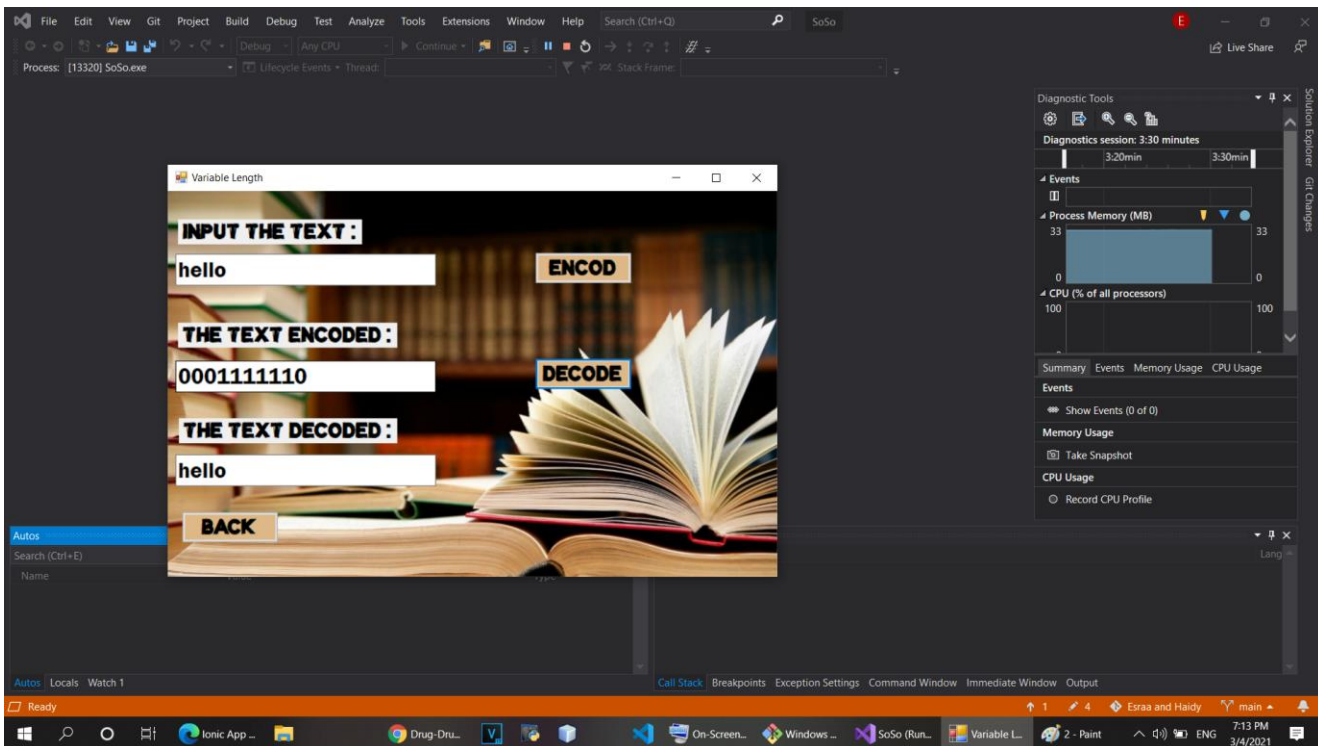 File Edit View Git Project Build Debug Test Analyze Tools Extensions Window Help Search (Ctrl+Q) SoSo E
Debug Any CPU Continue Live Share
Process: [13320] SoSo.exe Lifecycle Events Thread: Stack Frame:
Diagnostic Tools
Diagnostics session: 3:30 minutes
3:20min 3:30min
Events
Process Memory (MB)
33 33
0 0
CPU (% of all processors)
100 100
Summary Events Memory Usage CPU Usage
Events
Show Events (0 of 0)
Memory Usage
Take Snapshot
CPU Usage
Record CPU Profile
Solution Explorer
Git Changes
Variable Length
INPUT THE TEXT :
hello
ENCOD
THE TEXT ENCODED :
0001111110
DECODE
THE TEXT DECODED :
hello
BACK
Autos
Search (Ctrl+E) Lang
Name
Autos Locals Watch 1
Call Stack Breakpoints Exception Settings Command Window Immediate Window Output
Ready 1 4 Esraa and Haidy main
Ionic App ... Drug-Dru... On-Screen... Windows ... SoSo (Run... Variable L... 2 - Paint ENG 7:13 PM
3/4/2021